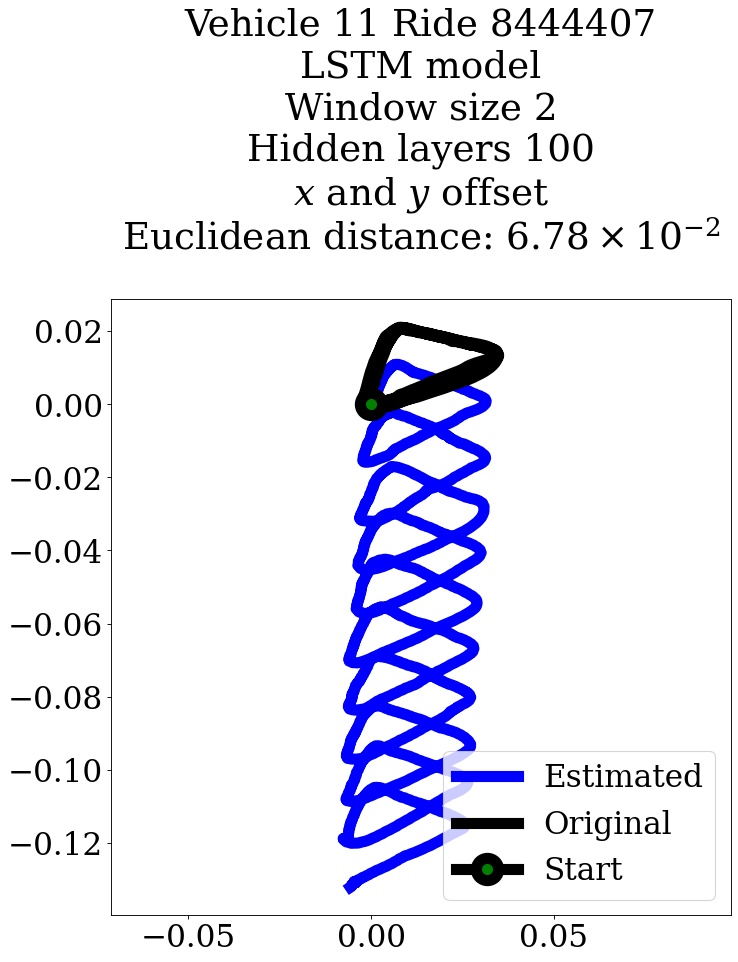 Vehicle 11 Ride 8444407
LSTM model
Window size 2
Hidden layers 100
x and y offset
Euclidean distance: 6.78 × 10⁻²
0.02
0.00
−0.02
−0.04
−0.06
−0.08
−0.10
−0.12
Estimated
Original
Start
−0.05 0.00 0.05